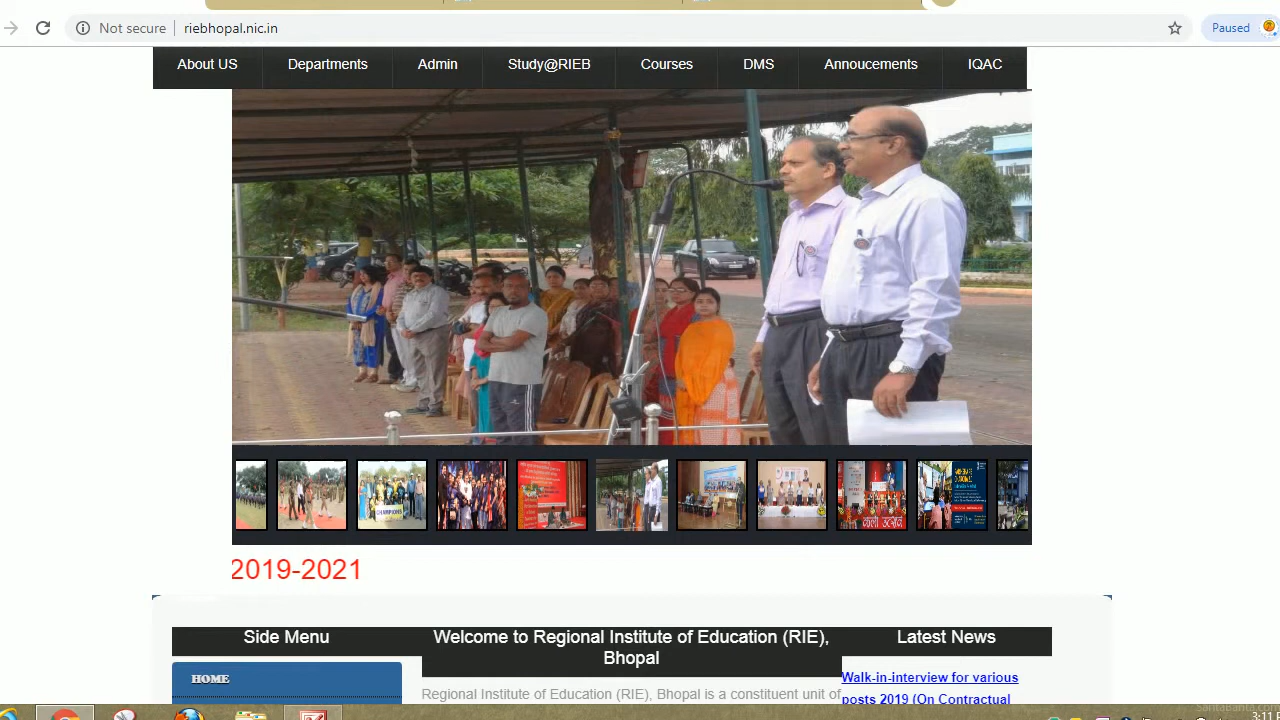 Not secure | riebhopal.nic.in
Paused
About US Departments Admin Study@RIEB Courses DMS Annoucements IQAC
CHAMPIONS
2019-2021
Side Menu
HOME
Welcome to Regional Institute of Education (RIE),
Bhopal
Regional Institute of Education (RIE), Bhopal is a constituent unit of
Latest News
Walk-in-interview for various
posts 2019 (On Contractual
SantaBanta.com